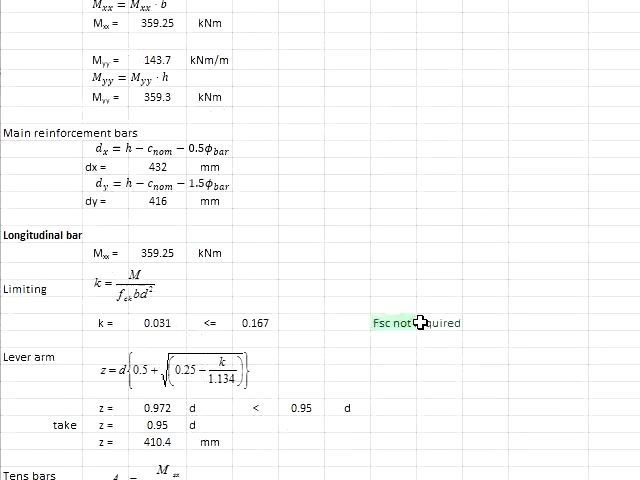 M_xx = M_xx · b
M_xx = 359.25 kNm
M_yy = 143.7 kNm/m
M_yy = M_yy · h
M_yy = 359.3 kNm
Main reinforcement bars
d_x = h − c_nom − 0.5ϕ_bar
dx = 432 mm
d_y = h − c_nom − 1.5ϕ_bar
dy = 416 mm
Longitudinal bar
M_xx = 359.25 kNm
Limiting k = M / f_ck bd²
k = 0.031 <= 0.167 Fsc not
Lever arm z = d{0.5 + √(0.25 − k / 1.134)}
z = 0.972 d < 0.95 d
take z = 0.95 d
z = 410.4 mm
Tens bars